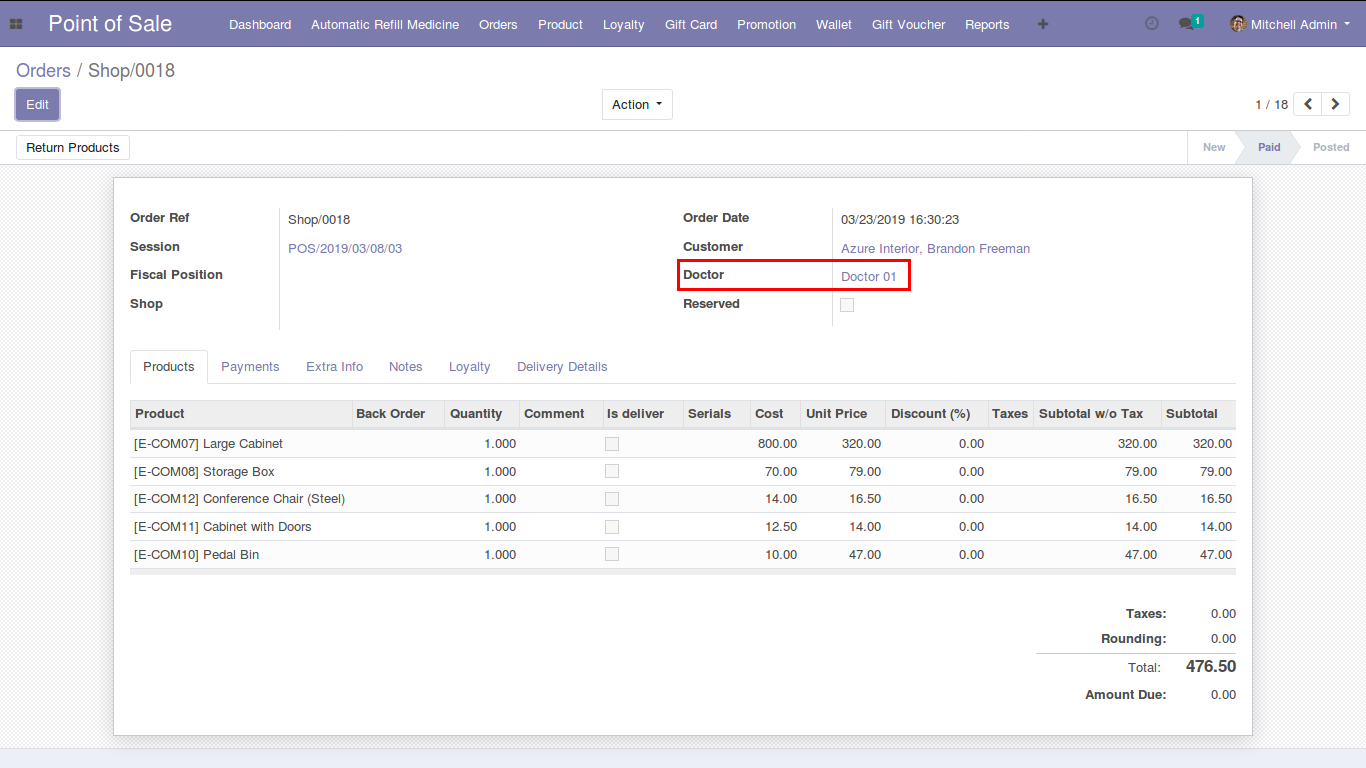 Point of Sale Dashboard Automatic Refill Medicine Orders Product Loyalty Gift Card Promotion Wallet Gift Voucher Reports 1 Mitchell Admin
Orders / Shop/0018
Edit Action 1 / 18
Return Products New Paid Posted
Order Ref Shop/0018 Order Date 03/23/2019 16:30:23
Session POS/2019/03/08/03 Customer Azure Interior, Brandon Freeman
Fiscal Position Doctor Doctor 01
Shop Reserved
Products Payments Extra Info Notes Loyalty Delivery Details
Product Back Order Quantity Comment Is deliver Serials Cost Unit Price Discount (%) Taxes Subtotal w/o Tax Subtotal
[E-COM07] Large Cabinet 1.000 800.00 320.00 0.00 320.00 320.00
[E-COM08] Storage Box 1.000 70.00 79.00 0.00 79.00 79.00
[E-COM12] Conference Chair (Steel) 1.000 14.00 16.50 0.00 16.50 16.50
[E-COM11] Cabinet with Doors 1.000 12.50 14.00 0.00 14.00 14.00
[E-COM10] Pedal Bin 1.000 10.00 47.00 0.00 47.00 47.00
Taxes: 0.00
Rounding: 0.00
Total: 476.50
Amount Due: 0.00